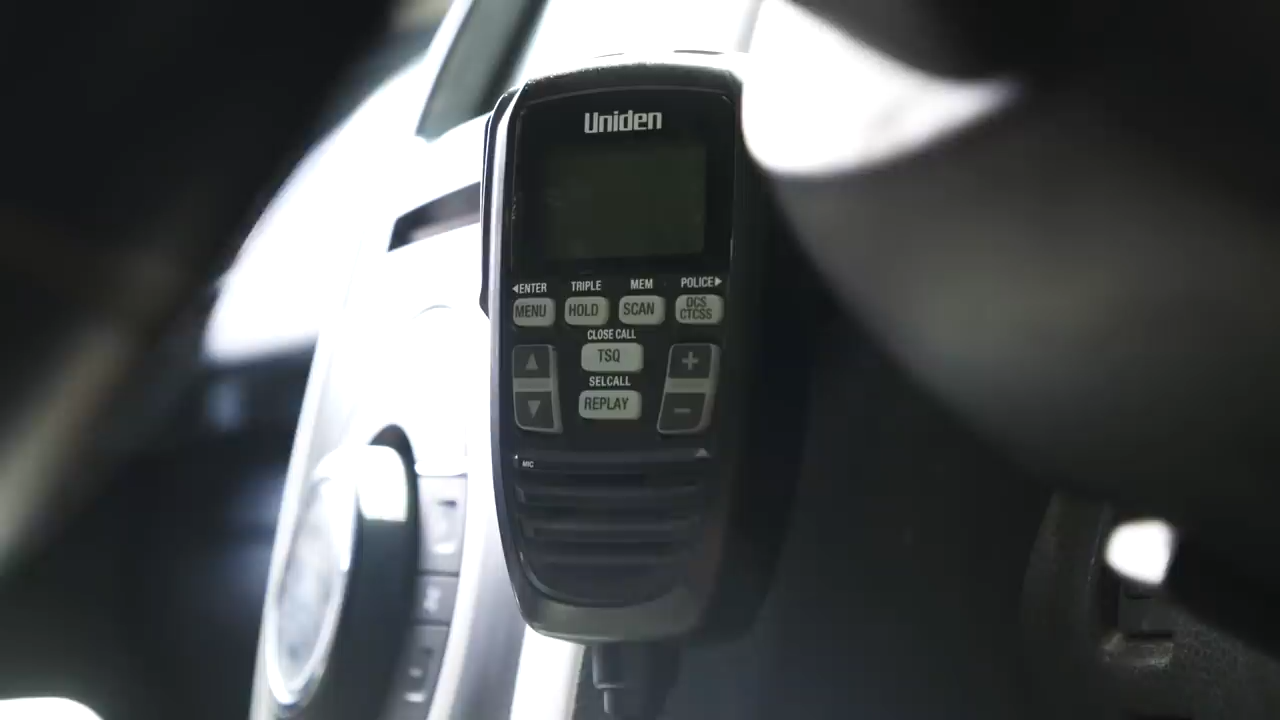 Uniden
◀ENTER TRIPLE MEM POLICE▶
MENU HOLD SCAN DCS CTCSS
CLOSE CALL
TSQ
+
SELCALL
REPLAY
−
MIC